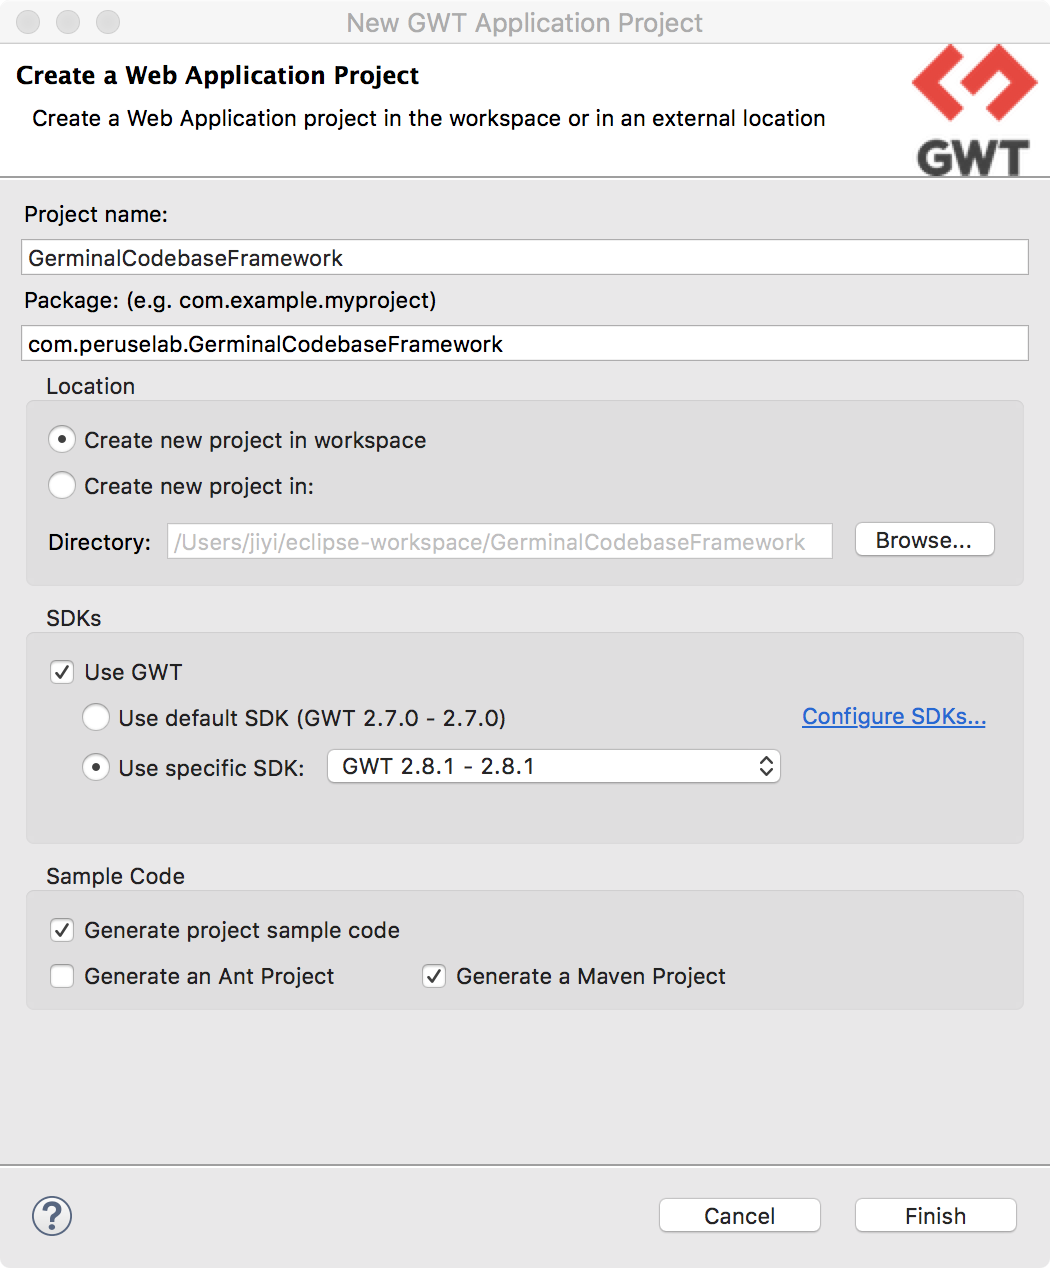 New GWT Application Project
Create a Web Application Project
Create a Web Application project in the workspace or in an external location
GWT
Project name:
GerminalCodebaseFramework
Package: (e.g. com.example.myproject)
com.peruselab.GerminalCodebaseFramework
Location
Create new project in workspace
Create new project in:
Directory: /Users/jiyi/eclipse-workspace/GerminalCodebaseFramework Browse...
SDKs
Use GWT
Use default SDK (GWT 2.7.0 - 2.7.0) Configure SDKs...
Use specific SDK: GWT 2.8.1 - 2.8.1
Sample Code
Generate project sample code
Generate an Ant Project Generate a Maven Project
? Cancel Finish